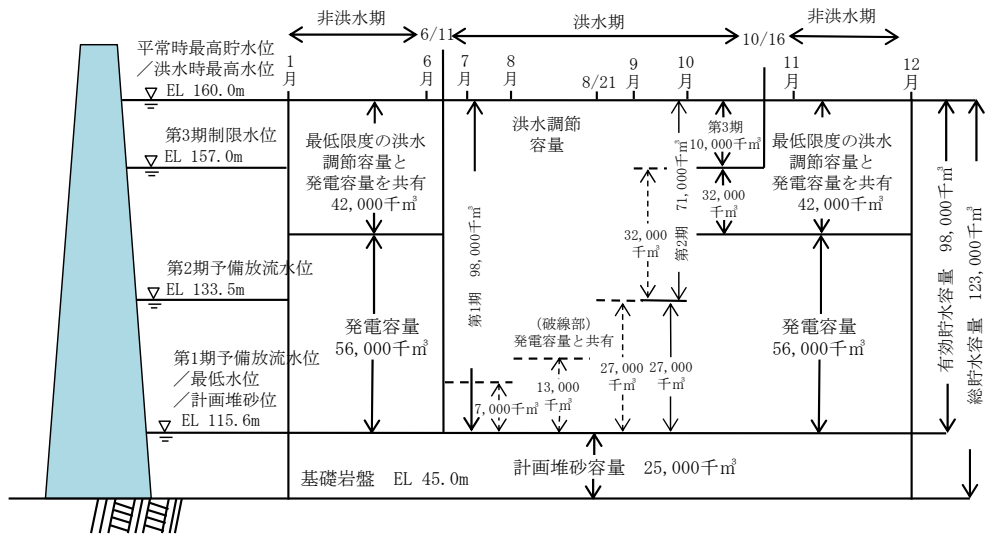 非洪水期
洪水期
非洪水期
6/11
10/16
平常時最高貯水位
／洪水時最高水位
EL 160.0m
1
月
6
月
7
月
8
月
8/21
9
月
10
月
11
月
12
月
第3期制限水位
EL 157.0m
最低限度の洪水
調節容量と
発電容量を共有
42,000千㎥
洪水調節
容量
第3期
10,000千㎥
最低限度の洪水
調節容量と
発電容量を共有
42,000千㎥
32,000
千㎥
32,000
千㎥
第2期 71,000千㎥
第1期 98,000千㎥
有効貯水容量 98,000千㎥
総貯水容量 123,000千㎥
第2期予備放流水位
EL 133.5m
発電容量
56,000千㎥
(破線部)
発電容量と共有
発電容量
56,000千㎥
第1期予備放流水位
／最低水位
／計画堆砂位
EL 115.6m
7,000千㎥
13,000
千㎥
27,000
千㎥
27,000
千㎥
計画堆砂容量 25,000千㎥
基礎岩盤 EL 45.0m